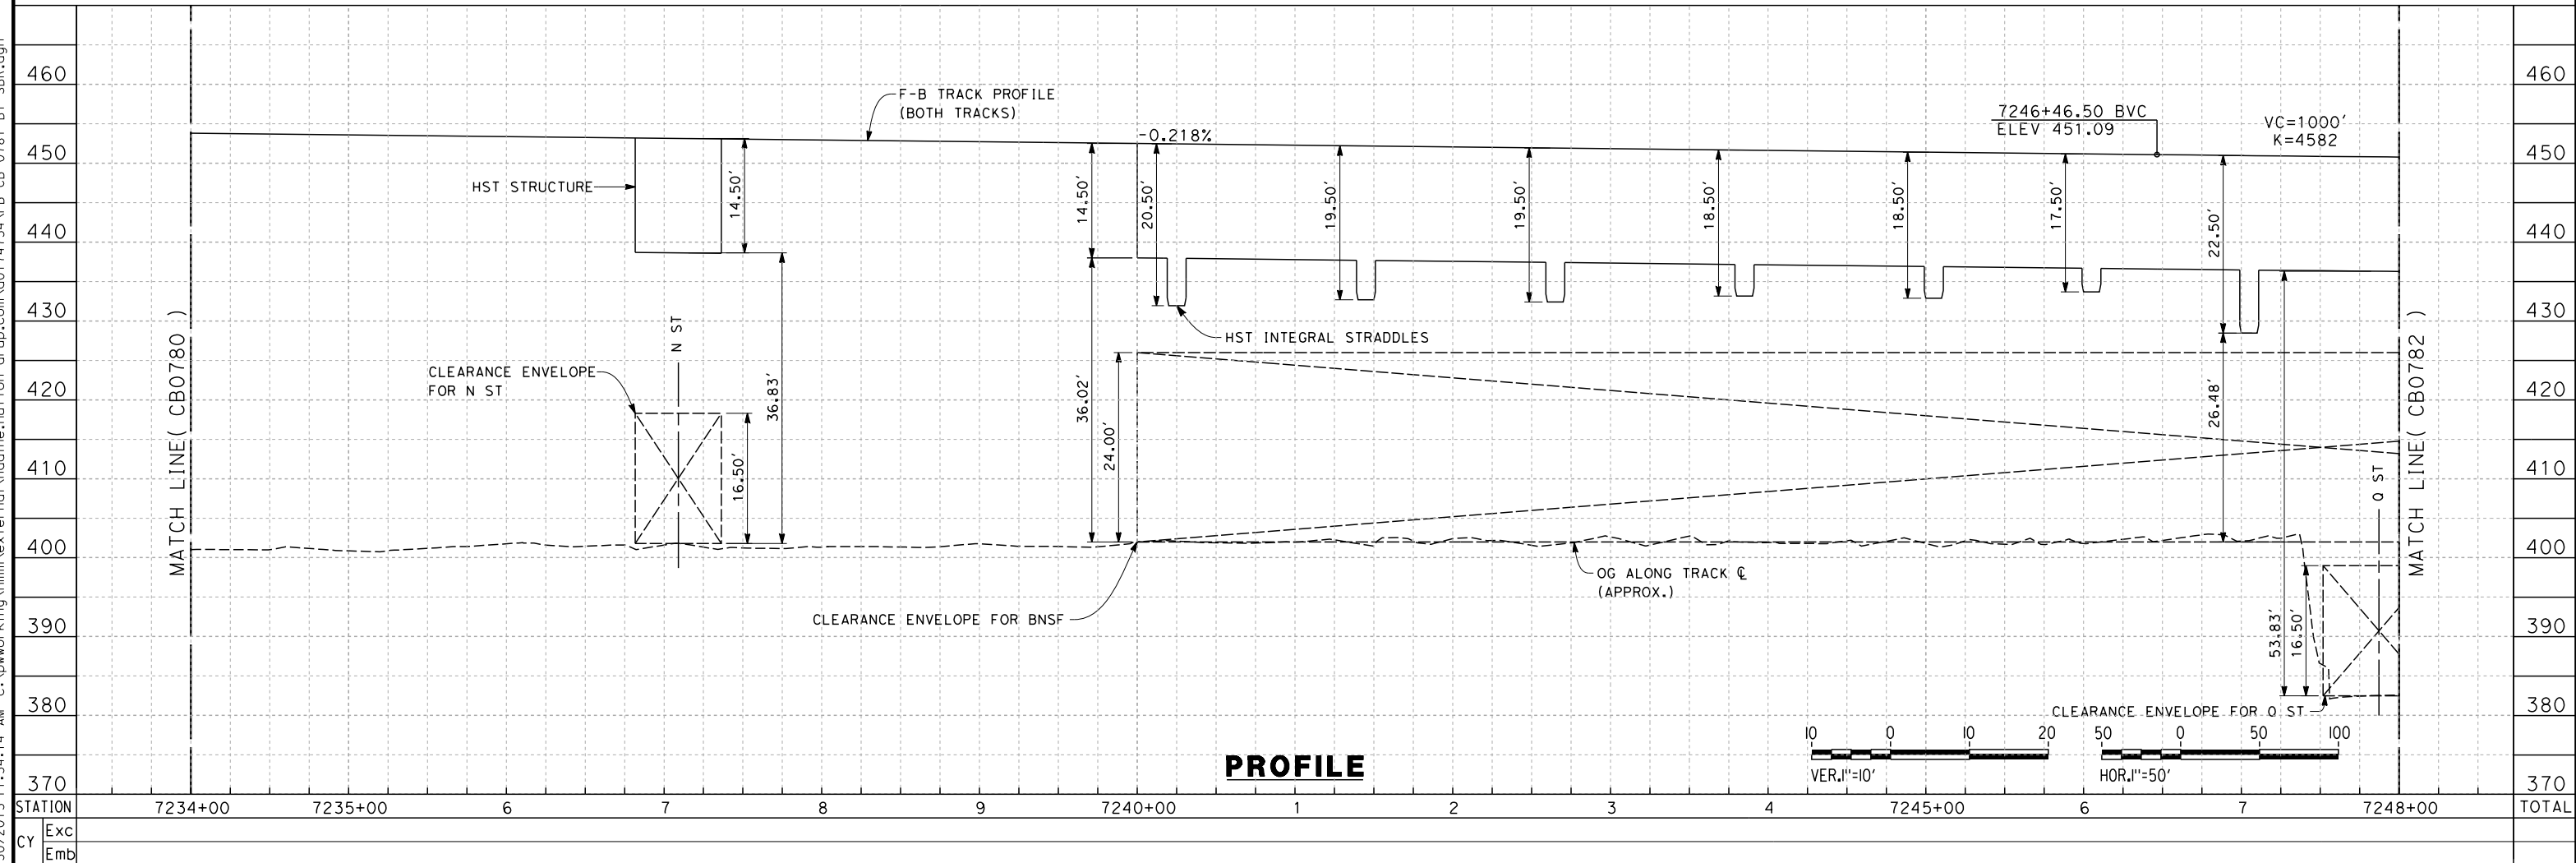 460
450
440
430
420
410
400
390
380
370
460
450
440
430
420
410
400
390
380
370
MATCH LINE( CB0780 )
F-B TRACK PROFILE
(BOTH TRACKS)
-0.218%
7246+46.50 BVC
ELEV 451.09
VC=1000'
K=4582
HST STRUCTURE
14.50'
14.50'
20.50'
19.50'
19.50'
18.50'
18.50'
17.50'
22.50'
N ST
HST INTEGRAL STRADDLES
MATCH LINE( CB0782 )
CLEARANCE ENVELOPE
FOR N ST
36.83'
36.02'
24.00'
16.50'
26.48'
Q ST
OG ALONG TRACK ℄
(APPROX.)
CLEARANCE ENVELOPE FOR BNSF
53.83'
16.50'
CLEARANCE ENVELOPE FOR Q ST
10 0 10 20
VER.1"=10'
50 0 50 100
HOR.1"=50'
PROFILE
STATION 7234+00 7235+00 6 7 8 9 7240+00 1 2 3 4 7245+00 6 7 7248+00 TOTAL
CY
Exc
Emb